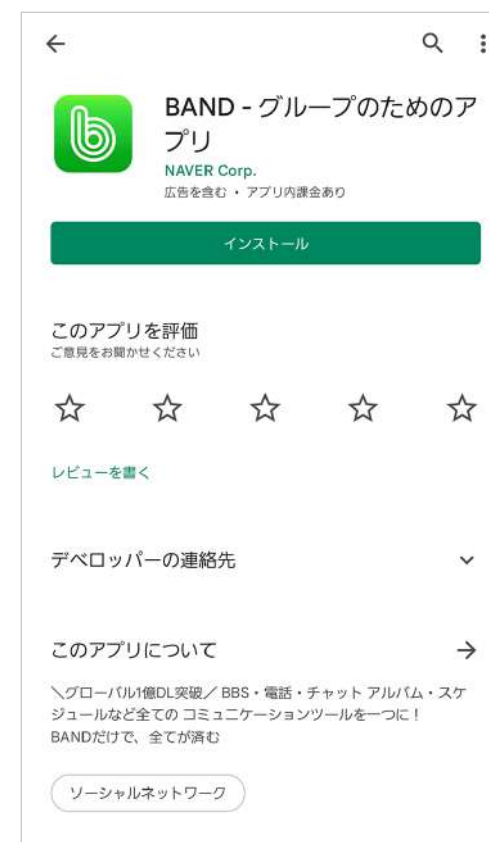 BAND - グループのためのア
プリ
NAVER Corp.
広告を含む・アプリ内課金あり
インストール
このアプリを評価
ご意見をお聞かせください
レビューを書く
デベロッパーの連絡先
このアプリについて
＼グローバル1億DL突破／ BBS・電話・チャット アルバム・スケ
ジュールなど全ての コミュニケーションツールを一つに！
BANDだけで、全てが済む
ソーシャルネットワーク